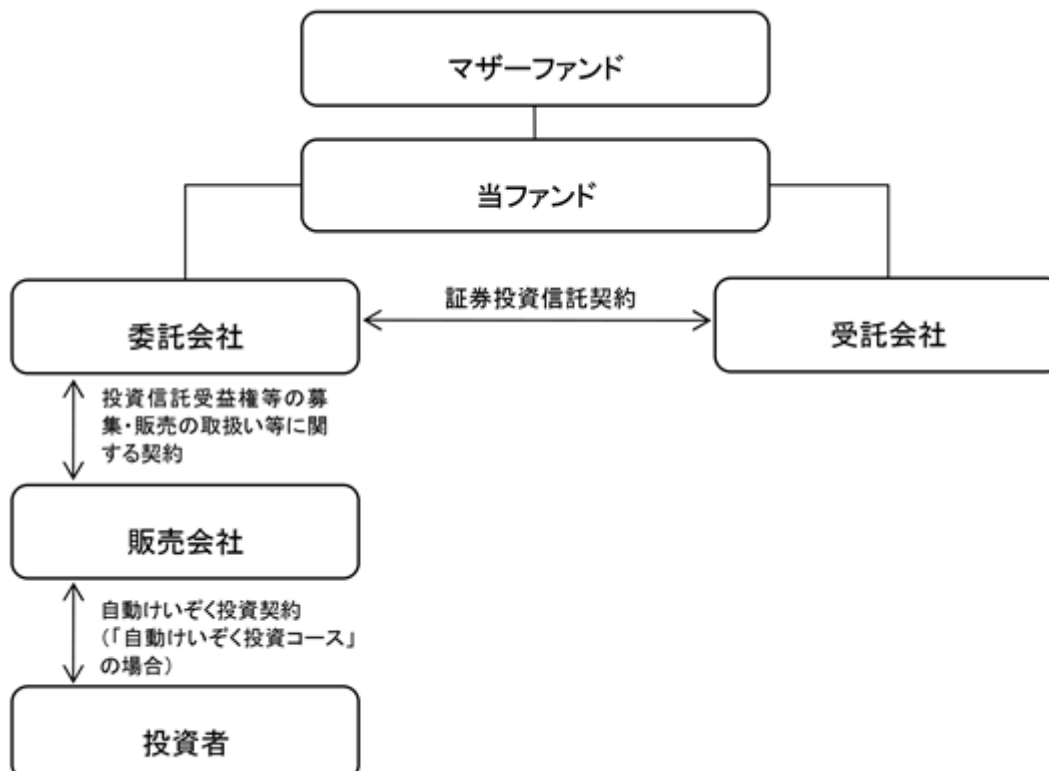 マザーファンド
当ファンド
証券投資信託契約
委託会社
受託会社
投資信託受益権等の募
集・販売の取扱い等に関
する契約
販売会社
自動けいぞく投資契約
(「自動けいぞく投資コース」
の場合)
投資者